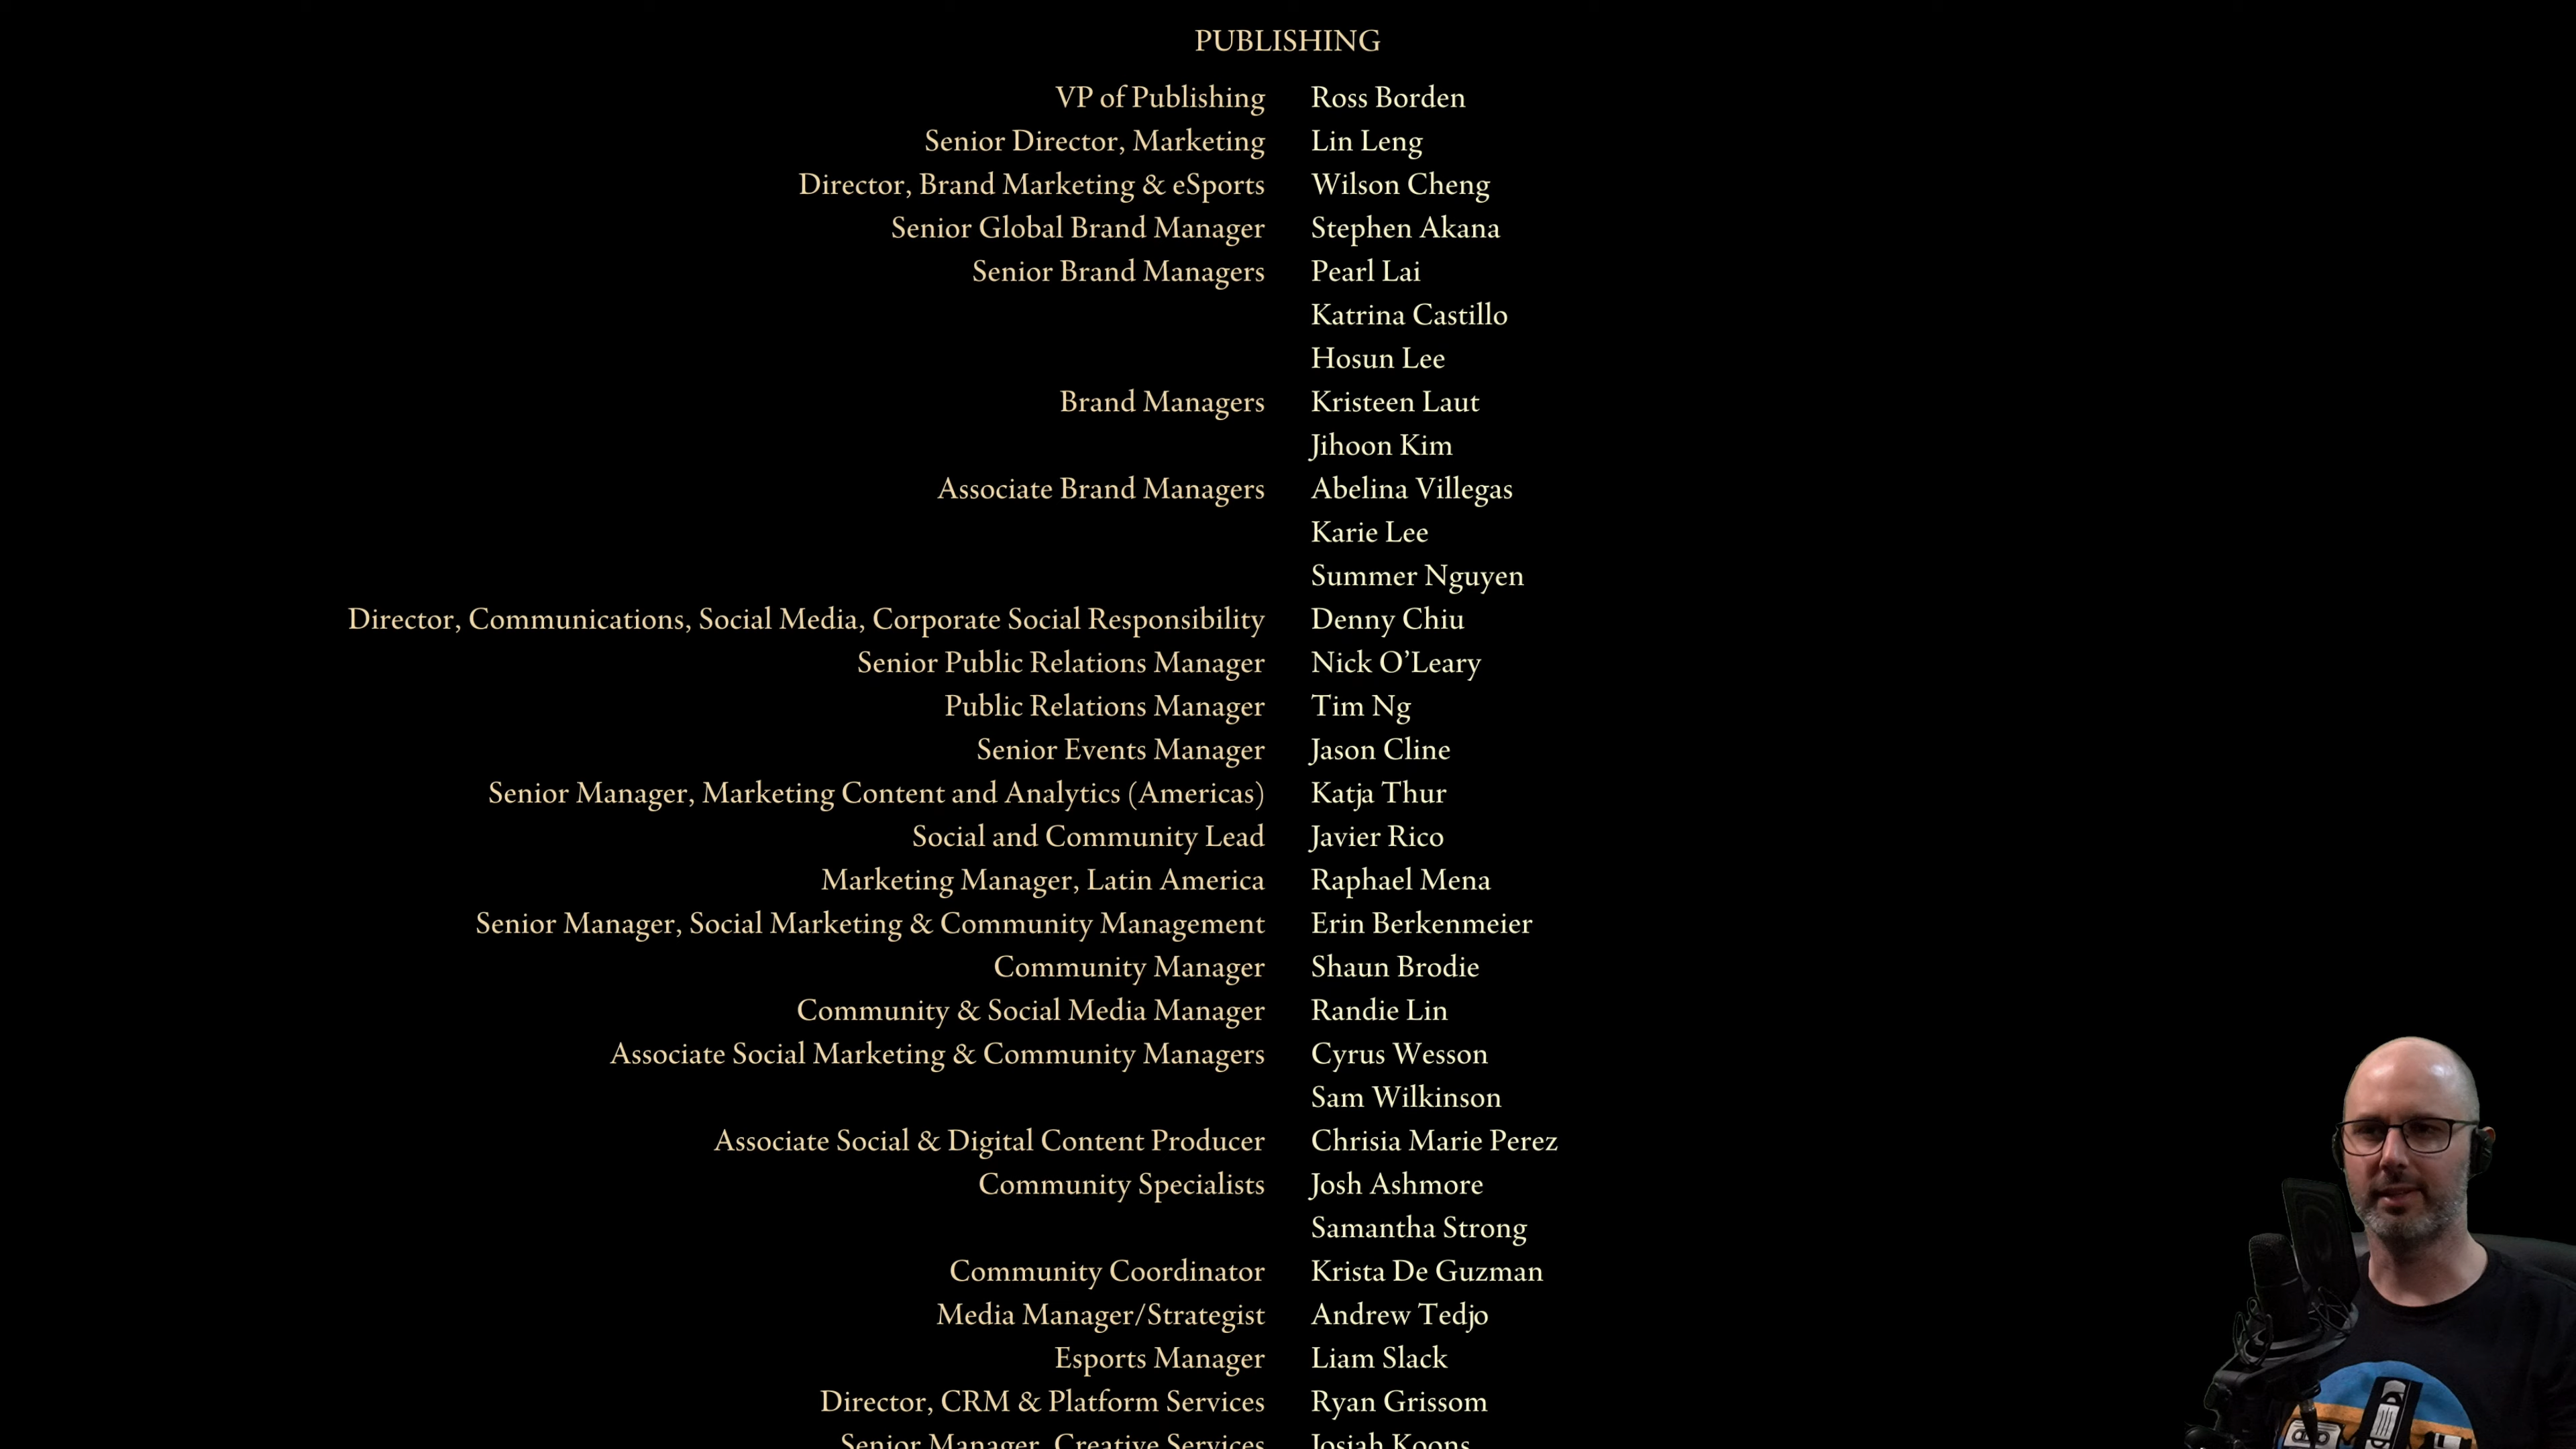 PUBLISHING
VP of Publishing Ross Borden
Senior Director, Marketing Lin Leng
Director, Brand Marketing & eSports Wilson Cheng
Senior Global Brand Manager Stephen Akana
Senior Brand Managers Pearl Lai
Katrina Castillo
Hosun Lee
Brand Managers Kristeen Laut
Jihoon Kim
Associate Brand Managers Abelina Villegas
Karie Lee
Summer Nguyen
Director, Communications, Social Media, Corporate Social Responsibility Denny Chiu
Senior Public Relations Manager Nick O’Leary
Public Relations Manager Tim Ng
Senior Events Manager Jason Cline
Senior Manager, Marketing Content and Analytics (Americas) Katja Thur
Social and Community Lead Javier Rico
Marketing Manager, Latin America Raphael Mena
Senior Manager, Social Marketing & Community Management Erin Berkenmeier
Community Manager Shaun Brodie
Community & Social Media Manager Randie Lin
Associate Social Marketing & Community Managers Cyrus Wesson
Sam Wilkinson
Associate Social & Digital Content Producer Chrisia Marie Perez
Community Specialists Josh Ashmore
Samantha Strong
Community Coordinator Krista De Guzman
Media Manager/Strategist Andrew Tedjo
Esports Manager Liam Slack
Director, CRM & Platform Services Ryan Grissom
Senior Manager, Creative Services Josiah Koons